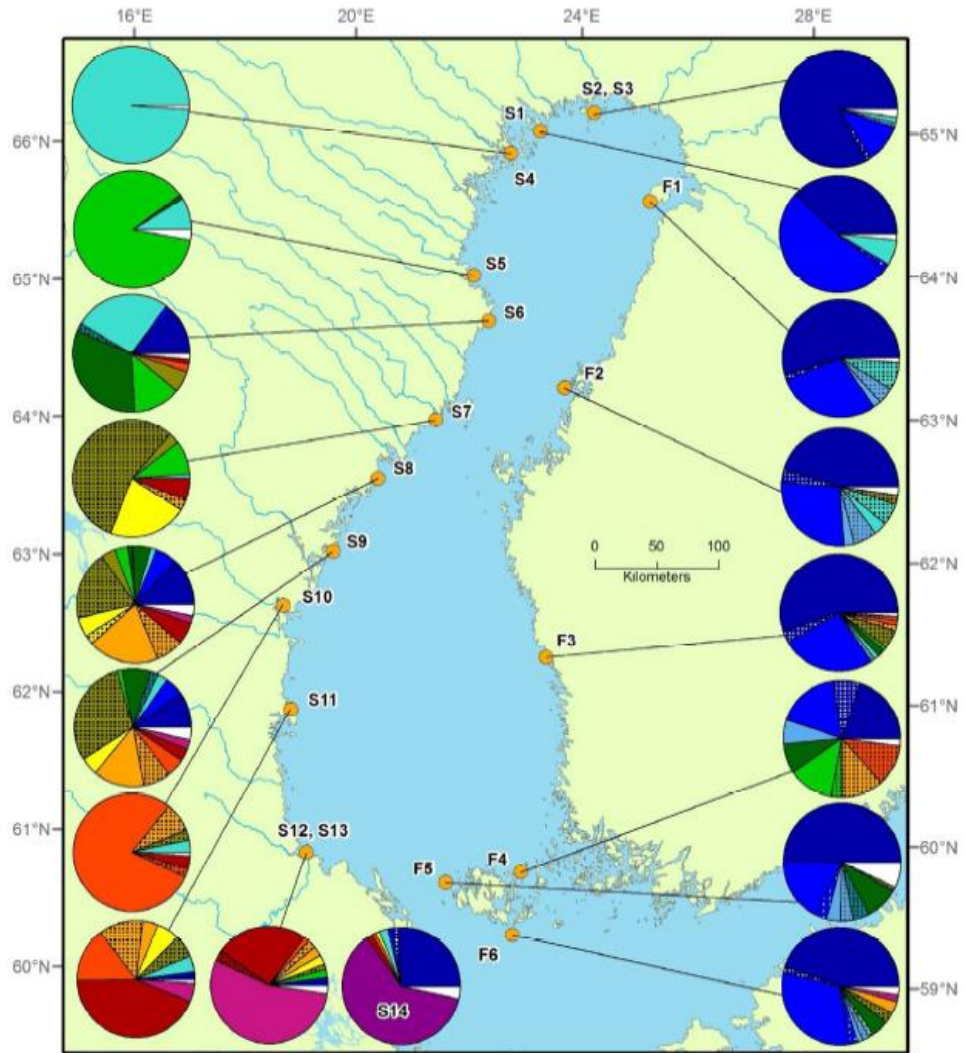 16°E 20°E 24°E 28°E
S2, S3
S1
66°N 65°N
S4
F1
S5
65°N 64°N
S6
F2
64°N S7 63°N
S8
0 50 100
Kilometers
63°N S9 62°N
S10
F3
62°N S11 61°N
61°N S12, S13 60°N
F4
F5
F6
60°N 59°N
S14